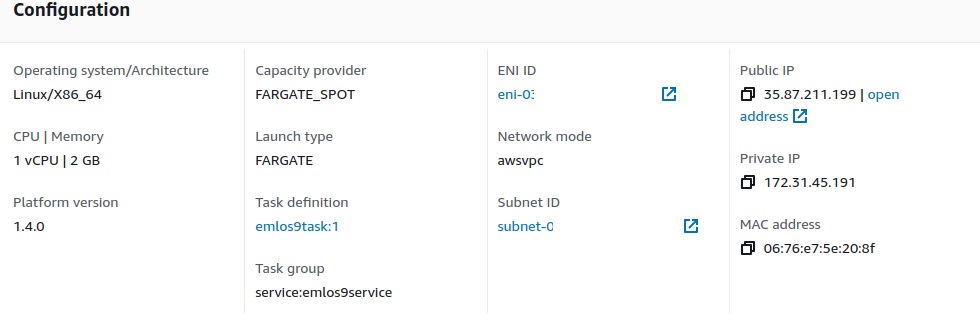 Configuration
Operating system/Architecture
Linux/X86_64
CPU | Memory
1 vCPU | 2 GB
Platform version
1.4.0
Capacity provider
FARGATE_SPOT
Launch type
FARGATE
Task definition
emlos9task:1
Task group
service:emlos9service
ENI ID
eni-03
Network mode
awsvpc
Subnet ID
subnet-0
Public IP
35.87.211.199 | open
address
Private IP
172.31.45.191
MAC address
06:76:e7:5e:20:8f